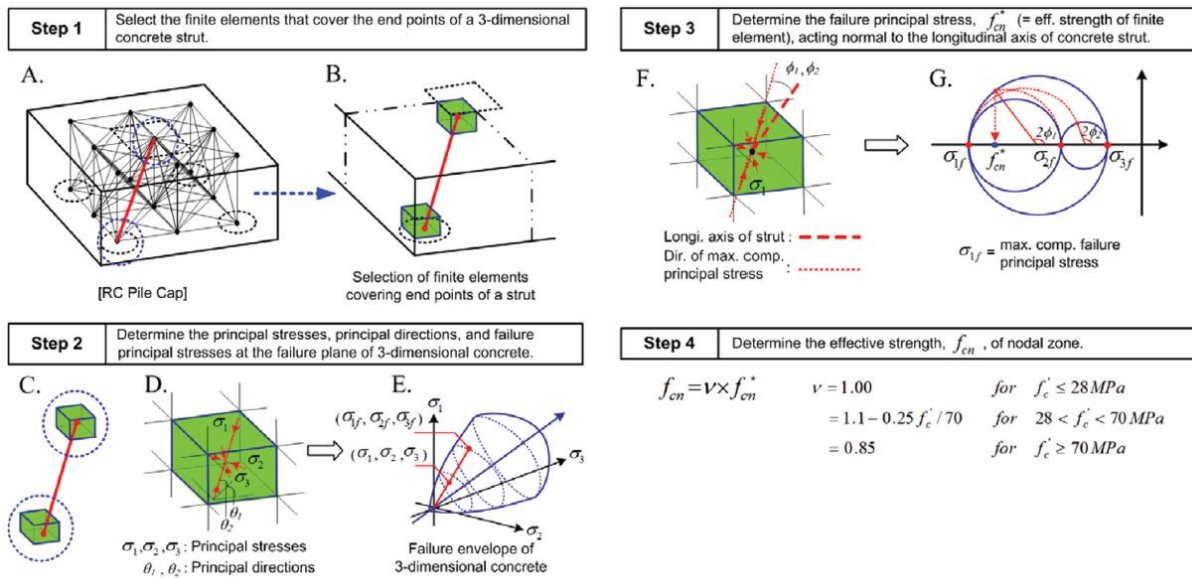 Step 1
Select the finite elements that cover the end points of a 3-dimensional
concrete strut.
A.
B.
[RC Pile Cap]
Selection of finite elements
covering end points of a strut
Step 2
Determine the principal stresses, principal directions, and failure
principal stresses at the failure plane of 3-dimensional concrete.
C.
D.
E.
σ₁
σ₂
σ₃
θ₁
θ₂
σ₁,σ₂,σ₃ : Principal stresses
θ₁, θ₂ : Principal directions
(σ₁f, σ₂f, σ₃f)
(σ₁, σ₂, σ₃)
σ₁
σ₃
σ₂
Failure envelope of
3-dimensional concrete
Step 3
Determine the failure principal stress, f*cn (= eff. strength of finite
element), acting normal to the longitudinal axis of concrete strut.
F.
G.
ϕ₁, ϕ₂
σ₁
Longi. axis of strut :
Dir. of max. comp.
principal stress :
2ϕ₁
2ϕ₂
σ₁f
f*cn
σ₂f
σ₃f
σ₁f = max. comp. failure
principal stress
Step 4
Determine the effective strength, fcn , of nodal zone.
fcn = ν × f*cn
ν = 1.00 for f'c ≤ 28 MPa
= 1.1 − 0.25 f'c / 70 for 28 < f'c < 70 MPa
= 0.85 for f'c ≥ 70 MPa